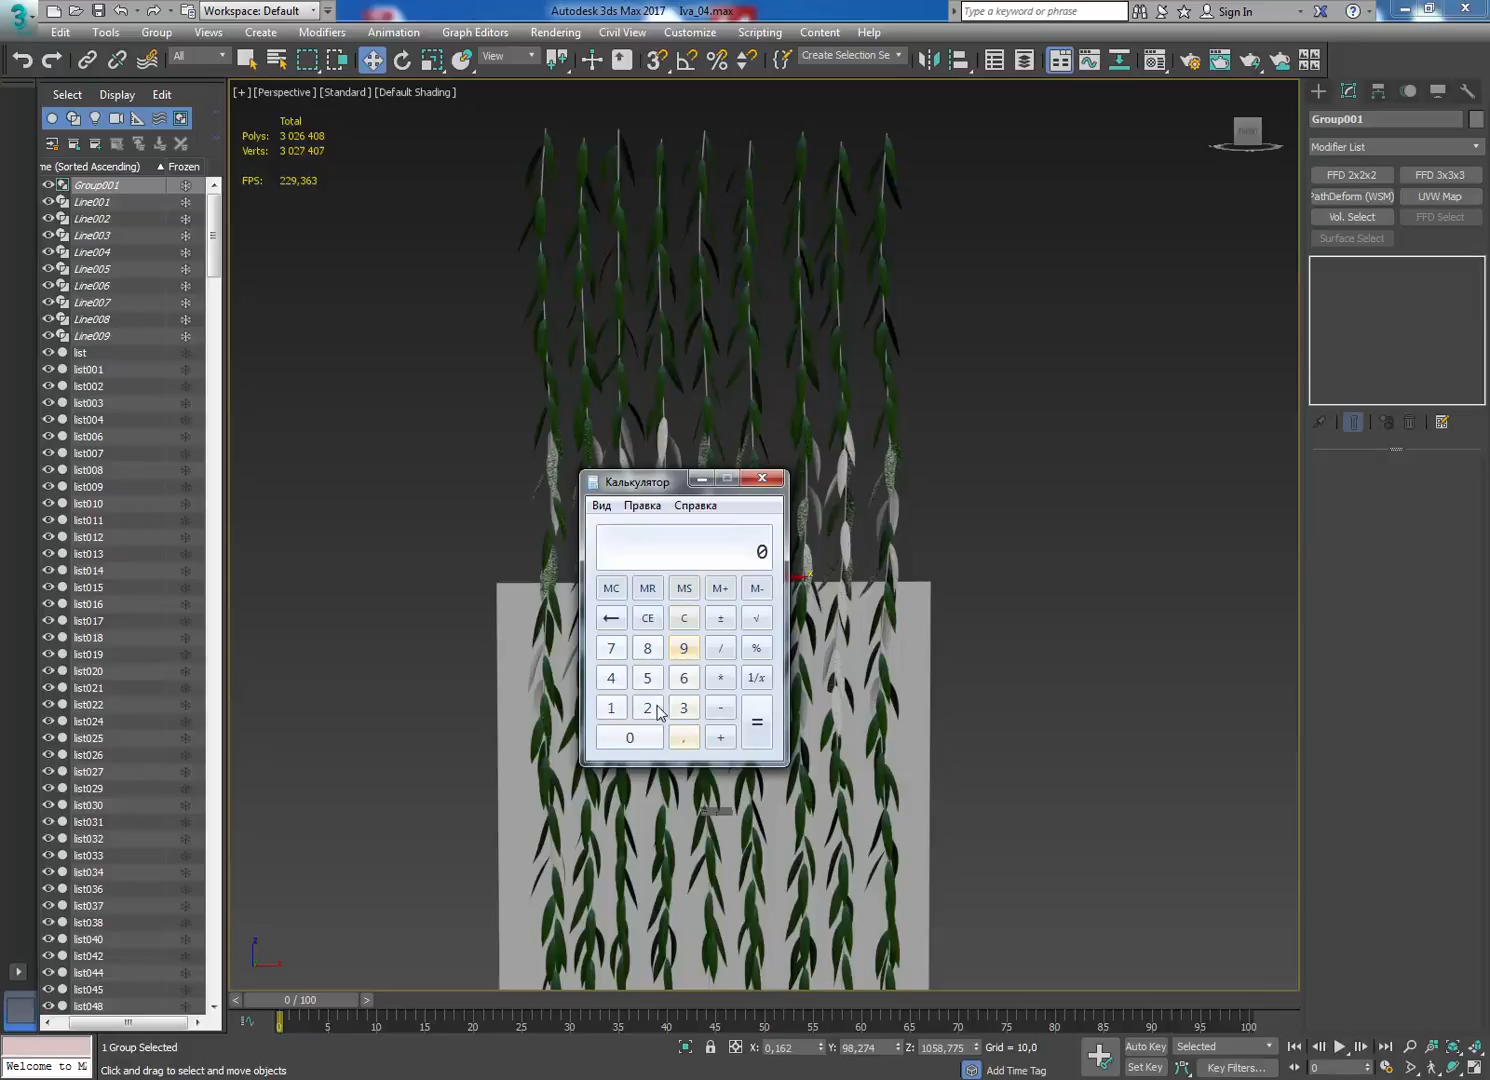 Workspace: Default
Autodesk 3ds Max 2017 Iva_04.max
Type a keyword or phrase
Sign In
Edit Tools Group Views Create Modifiers Animation Graph Editors Rendering Civil View Customize Scripting Content Help
All
View
Create Selection Se
Select Display Edit
me (Sorted Ascending) ▲ Frozen
Group001
Line001
Line002
Line003
Line004
Line005
Line006
Line007
Line008
Line009
list
list001
list002
list003
list004
list006
list007
list008
list009
list010
list011
list012
list013
list014
list015
list016
list017
list018
list019
list020
list021
list022
list024
list025
list026
list027
list029
list030
list031
list032
list033
list034
list036
list037
list038
list040
list042
list044
list045
list048
[+] [Perspective] [Standard] [Default Shading]
Total
Polys: 3 026 408
Verts: 3 027 407
FPS: 229,363
Калькулятор
Вид Правка Справка
0
MC MR MS M+ M-
← CE C ± √
7 8 9 / %
4 5 6 * 1/x
1 2 3 - =
0 , +
z
x
Group001
Modifier List
FFD 2x2x2 FFD 3x3x3
PathDeform (WSM) UVW Map
Vol. Select FFD Select
Surface Select
< 0 / 100 >
0 5 10 15 20 25 30 35 40 45 50 55 60 65 70 75 80 85 90 95 100
1 Group Selected
X: 0,162 Y: 98,274 Z: 1058,775 Grid = 10,0
Auto Key Selected
Welcome to M
Click and drag to select and move objects
Add Time Tag
Set Key Key Filters...
0